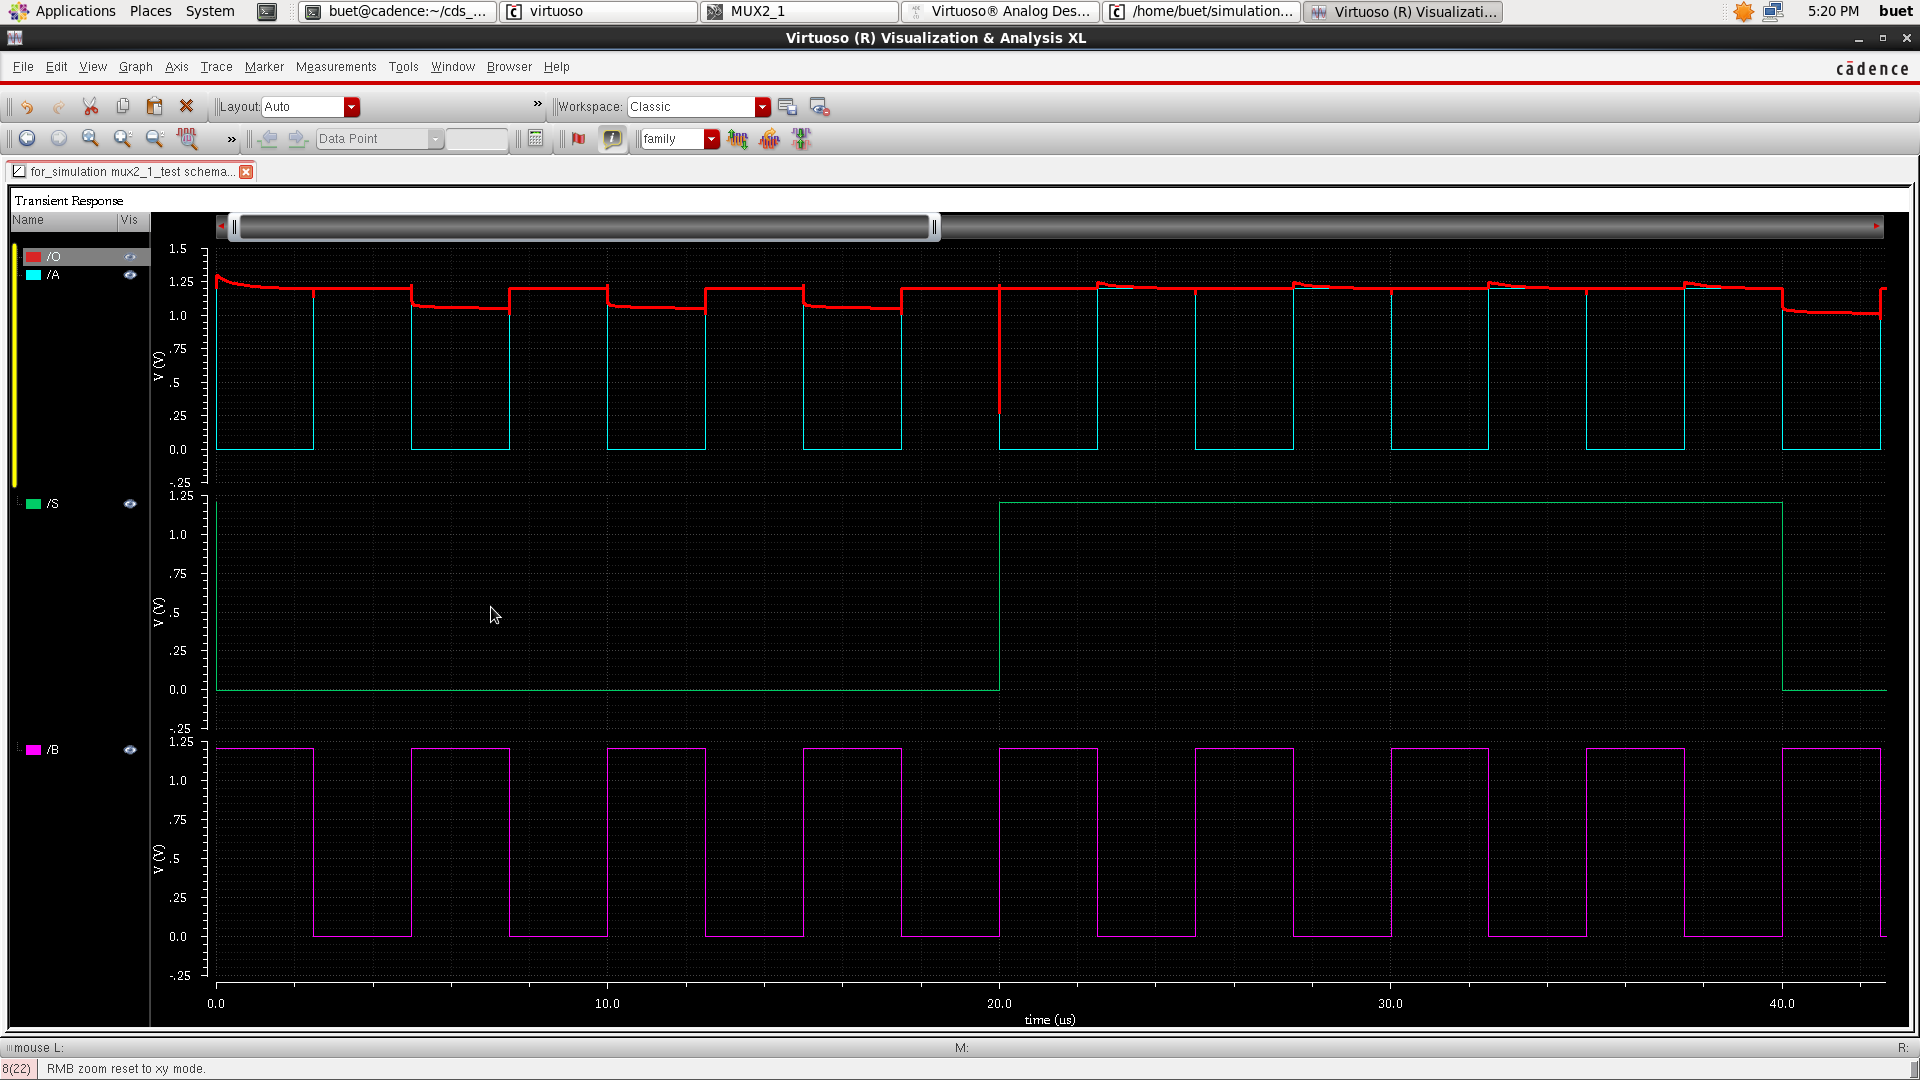 Applications Places System buet@cadence:~/cds_... virtuoso MUX2_1 Virtuoso® Analog Des... /home/buet/simulation... Virtuoso (R) Visualizati... 5:20 PM buet
Virtuoso (R) Visualization & Analysis XL
File Edit View Graph Axis Trace Marker Measurements Tools Window Browser Help cādence
Layout: Auto » Workspace: Classic
» Data Point family
for_simulation mux2_1_test schema...
Transient Response
Name Vis
/O
/A
1.5
1.25
1.0
.75
.5
.25
0.0
-.25
V (V)
/S
1.25
1.0
.75
.5
.25
0.0
-.25
V (V)
/B
1.25
1.0
.75
.5
.25
0.0
-.25
V (V)
0.0 10.0 20.0 30.0 40.0
time (us)
mouse L: M: R:
8(22) RMB zoom reset to xy mode.